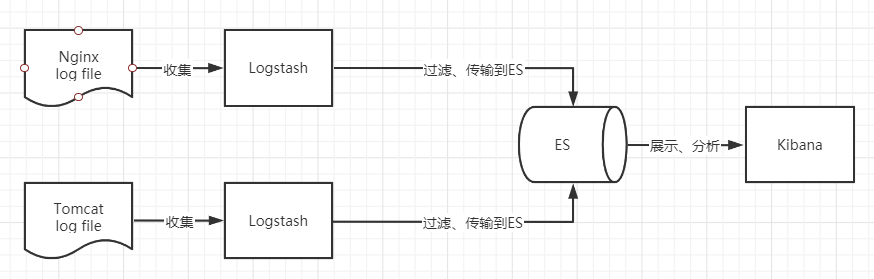 Nginx
log file
收集
Logstash
过滤、传输到ES
ES
展示、分析
Kibana
Tomcat
log file
收集
Logstash
过滤、传输到ES